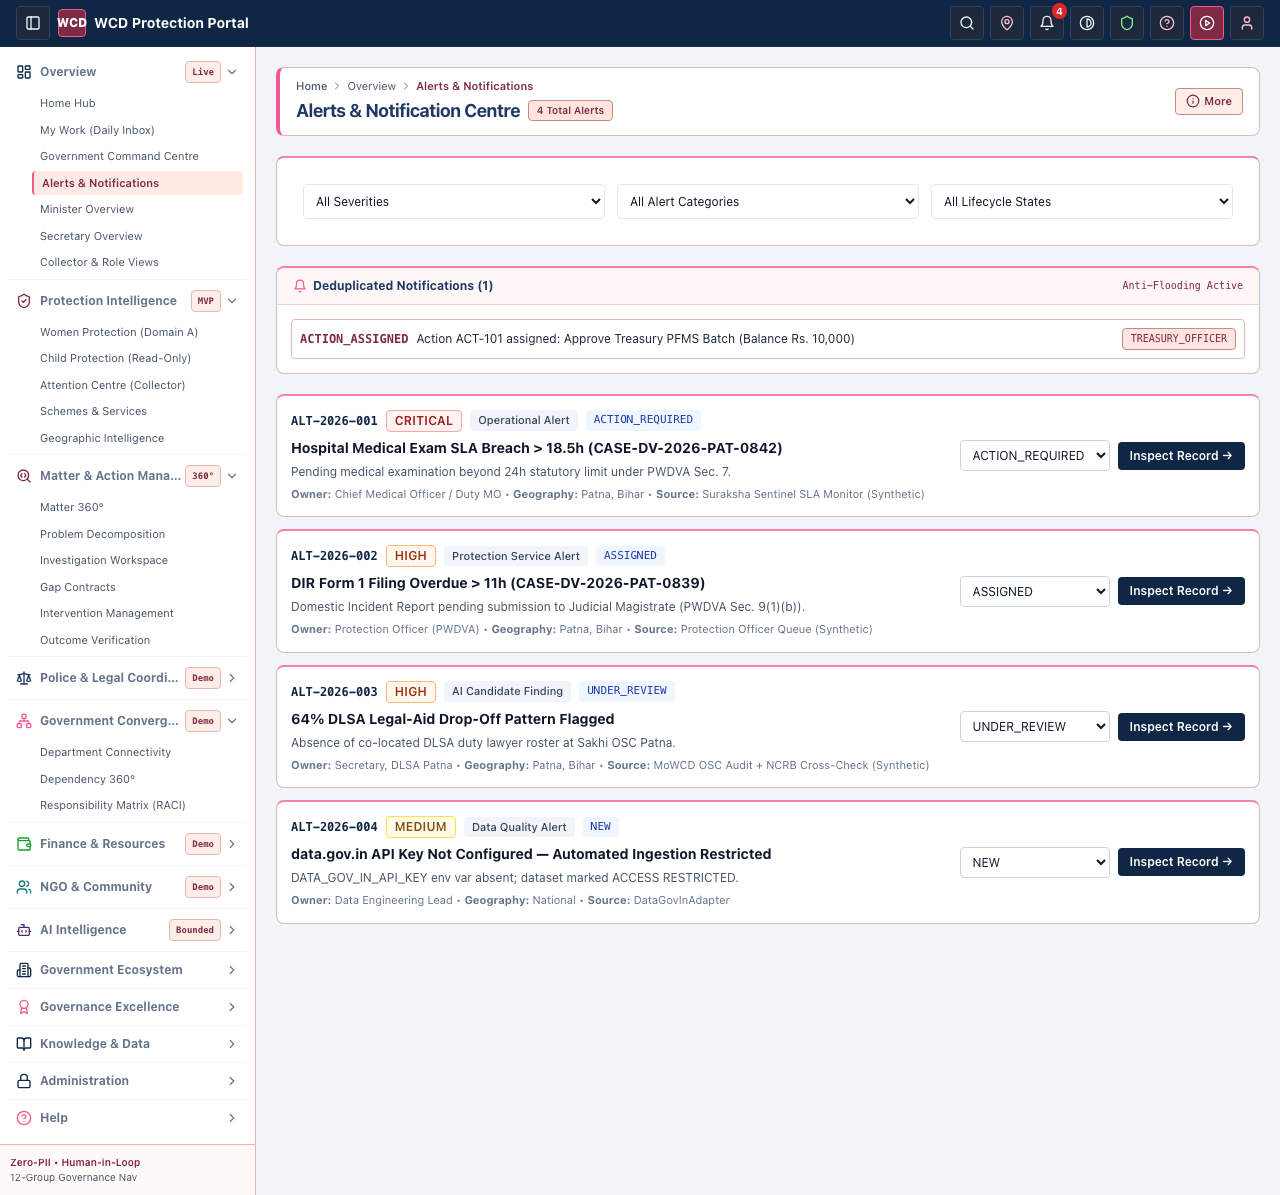 WCD WCD Protection Portal
4
Overview Live
Home Hub
My Work (Daily Inbox)
Government Command Centre
Alerts & Notifications
Minister Overview
Secretary Overview
Collector & Role Views
Protection Intelligence MVP
Women Protection (Domain A)
Child Protection (Read-Only)
Attention Centre (Collector)
Schemes & Services
Geographic Intelligence
Matter & Action Mana... 360°
Matter 360°
Problem Decomposition
Investigation Workspace
Gap Contracts
Intervention Management
Outcome Verification
Police & Legal Coordi... Demo
Government Converg... Demo
Department Connectivity
Dependency 360°
Responsibility Matrix (RACI)
Finance & Resources Demo
NGO & Community Demo
AI Intelligence Bounded
Government Ecosystem
Governance Excellence
Knowledge & Data
Administration
Help
Zero-PII • Human-in-Loop
12-Group Governance Nav
Home > Overview > Alerts & Notifications
Alerts & Notification Centre 4 Total Alerts
More
All Severities
All Alert Categories
All Lifecycle States
Deduplicated Notifications (1) Anti-Flooding Active
ACTION_ASSIGNED Action ACT-101 assigned: Approve Treasury PFMS Batch (Balance Rs. 10,000) TREASURY_OFFICER
ALT-2026-001 CRITICAL Operational Alert ACTION_REQUIRED
Hospital Medical Exam SLA Breach > 18.5h (CASE-DV-2026-PAT-0842)
Pending medical examination beyond 24h statutory limit under PWDVA Sec. 7.
Owner: Chief Medical Officer / Duty MO • Geography: Patna, Bihar • Source: Suraksha Sentinel SLA Monitor (Synthetic)
ACTION_REQUIRED Inspect Record →
ALT-2026-002 HIGH Protection Service Alert ASSIGNED
DIR Form 1 Filing Overdue > 11h (CASE-DV-2026-PAT-0839)
Domestic Incident Report pending submission to Judicial Magistrate (PWDVA Sec. 9(1)(b)).
Owner: Protection Officer (PWDVA) • Geography: Patna, Bihar • Source: Protection Officer Queue (Synthetic)
ASSIGNED Inspect Record →
ALT-2026-003 HIGH AI Candidate Finding UNDER_REVIEW
64% DLSA Legal-Aid Drop-Off Pattern Flagged
Absence of co-located DLSA duty lawyer roster at Sakhi OSC Patna.
Owner: Secretary, DLSA Patna • Geography: Patna, Bihar • Source: MoWCD OSC Audit + NCRB Cross-Check (Synthetic)
UNDER_REVIEW Inspect Record →
ALT-2026-004 MEDIUM Data Quality Alert NEW
data.gov.in API Key Not Configured — Automated Ingestion Restricted
DATA_GOV_IN_API_KEY env var absent; dataset marked ACCESS RESTRICTED.
Owner: Data Engineering Lead • Geography: National • Source: DataGovInAdapter
NEW Inspect Record →